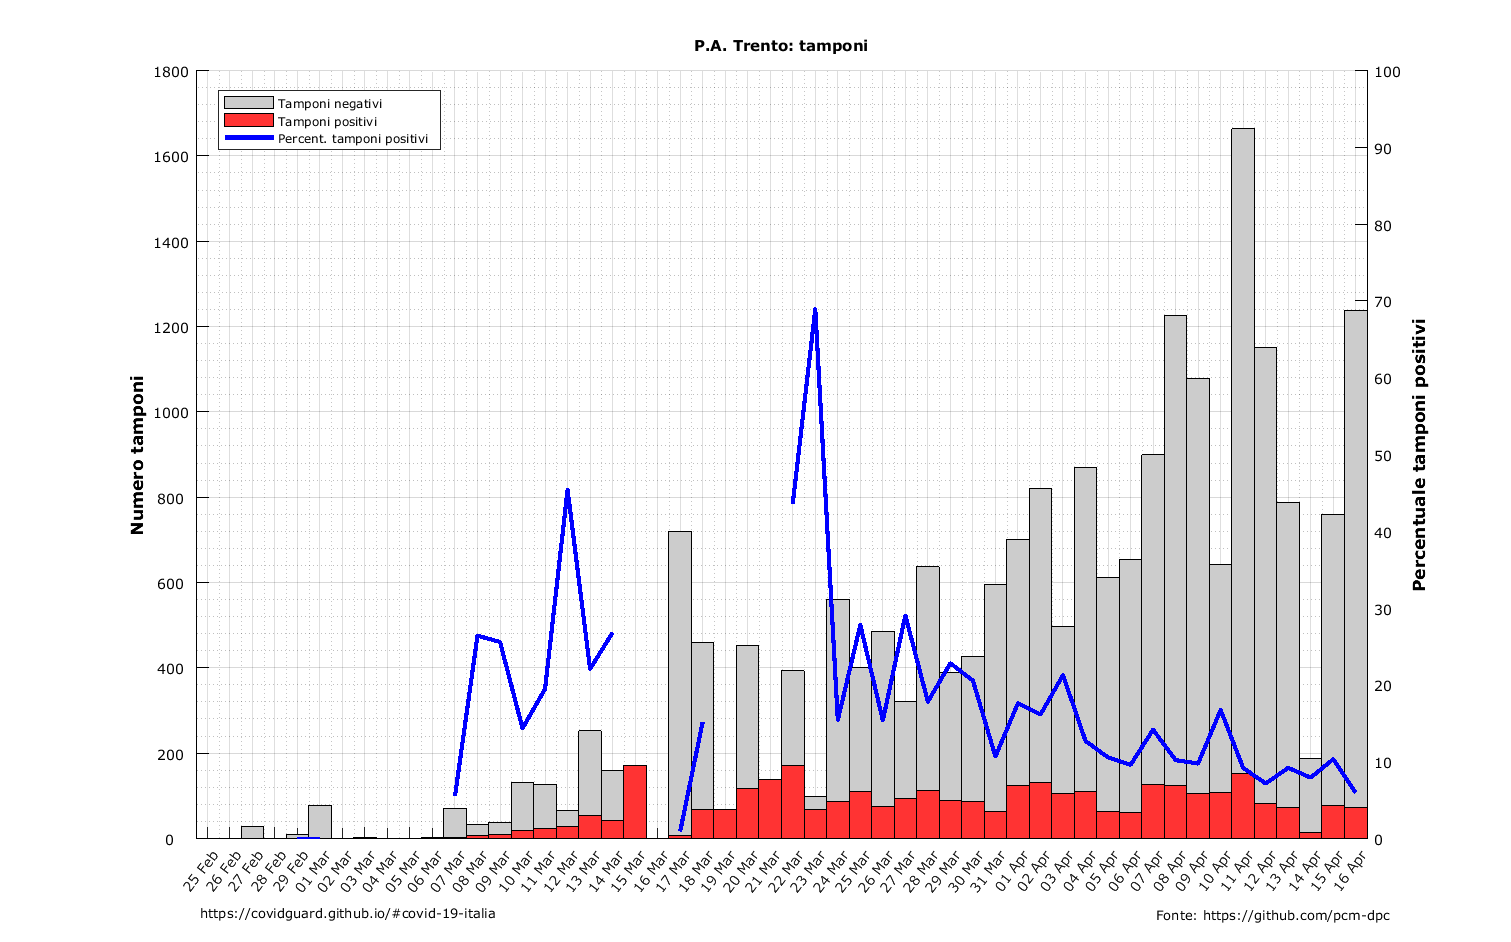 P.A. Trento: tamponi
Tamponi negativi
Tamponi positivi
Percent. tamponi positivi
Numero tamponi
1800
1600
1400
1200
1000
800
600
400
200
0
Percentuale tamponi positivi
100
90
80
70
60
50
40
30
20
10
0
25 Feb
26 Feb
27 Feb
28 Feb
29 Feb
01 Mar
02 Mar
03 Mar
04 Mar
05 Mar
06 Mar
07 Mar
08 Mar
09 Mar
10 Mar
11 Mar
12 Mar
13 Mar
14 Mar
15 Mar
16 Mar
17 Mar
18 Mar
19 Mar
20 Mar
21 Mar
22 Mar
23 Mar
24 Mar
25 Mar
26 Mar
27 Mar
28 Mar
29 Mar
30 Mar
31 Mar
01 Apr
02 Apr
03 Apr
04 Apr
05 Apr
06 Apr
07 Apr
08 Apr
09 Apr
10 Apr
11 Apr
12 Apr
13 Apr
14 Apr
15 Apr
16 Apr
https://covidguard.github.io/#covid-19-italia
Fonte: https://github.com/pcm-dpc